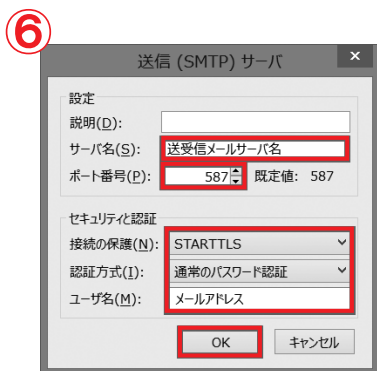 ⑥
送信 (SMTP) サーバ
x
設定
説明(D):
サーバ名(S): 送受信メールサーバ名
ポート番号(P): 587 既定値: 587
セキュリティと認証
接続の保護(N): STARTTLS
認証方式(I): 通常のパスワード認証
ユーザ名(M): メールアドレス
OK キャンセル